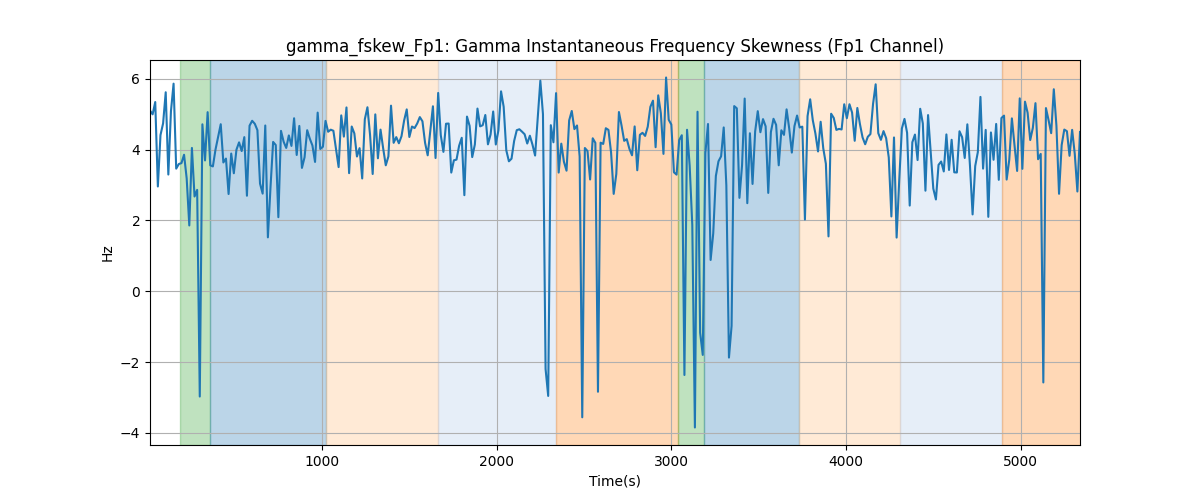 gamma_fskew_Fp1: Gamma Instantaneous Frequency Skewness (Fp1 Channel)
6
4
2
0
−2
−4
Hz
1000 2000 3000 4000 5000
Time(s)